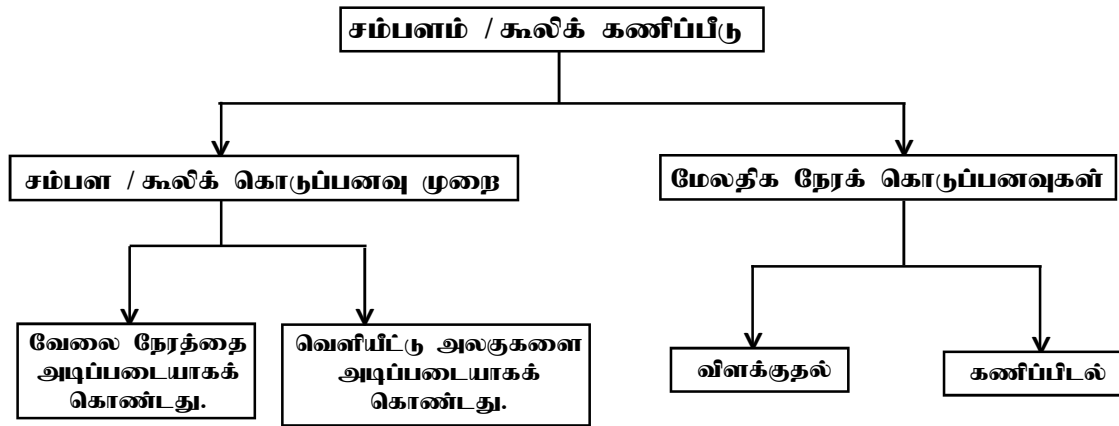 சம்பளம் / கூலிக் கணிப்பீடு
சம்பள / கூலிக் கொடுப்பனவு முறை
மேலதிக நேரக் கொடுப்பனவுகள்
வேலை நேரத்தை
அடிப்படையாகக்
கொண்டது.
வெளியீட்டு அலகுகளை
அடிப்படையாகக்
கொண்டது.
விளக்குதல்
கணிப்பிடல்